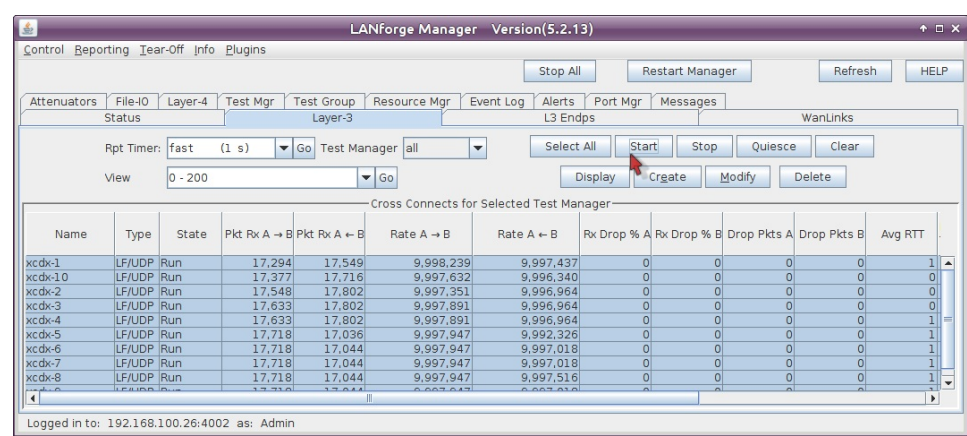 LANforge Manager Version(5.2.13)
Control Reporting Tear-Off Info Plugins
Stop All Restart Manager Refresh HELP
Attenuators File-IO Layer-4 Test Mgr Test Group Resource Mgr Event Log Alerts Port Mgr Messages
Status Layer-3 L3 Endps WanLinks
Rpt Timer: fast (1 s) Go Test Manager all Select All Start Stop Quiesce Clear
View 0 - 200 Go Display Create Modify Delete
Cross Connects for Selected Test Manager
Name Type State Pkt Rx A → B Pkt Rx A ← B Rate A → B Rate A ← B Rx Drop % A Rx Drop % B Drop Pkts A Drop Pkts B Avg RTT
xcdx-1 LF/UDP Run 17,294 17,549 9,998,239 9,997,437 0 0 0 0 1
xcdx-10 LF/UDP Run 17,377 17,716 9,997,632 9,996,340 0 0 0 0 0
xcdx-2 LF/UDP Run 17,548 17,802 9,997,351 9,996,964 0 0 0 0 0
xcdx-3 LF/UDP Run 17,633 17,802 9,997,891 9,996,964 0 0 0 0 0
xcdx-4 LF/UDP Run 17,633 17,802 9,997,891 9,996,964 0 0 0 0 1
xcdx-5 LF/UDP Run 17,718 17,036 9,997,947 9,992,326 0 0 0 0 1
xcdx-6 LF/UDP Run 17,718 17,044 9,997,947 9,997,018 0 0 0 0 1
xcdx-7 LF/UDP Run 17,718 17,044 9,997,947 9,997,018 0 0 0 0 1
xcdx-8 LF/UDP Run 17,718 17,044 9,997,947 9,997,516 0 0 0 0 1
Logged in to: 192.168.100.26:4002 as: Admin